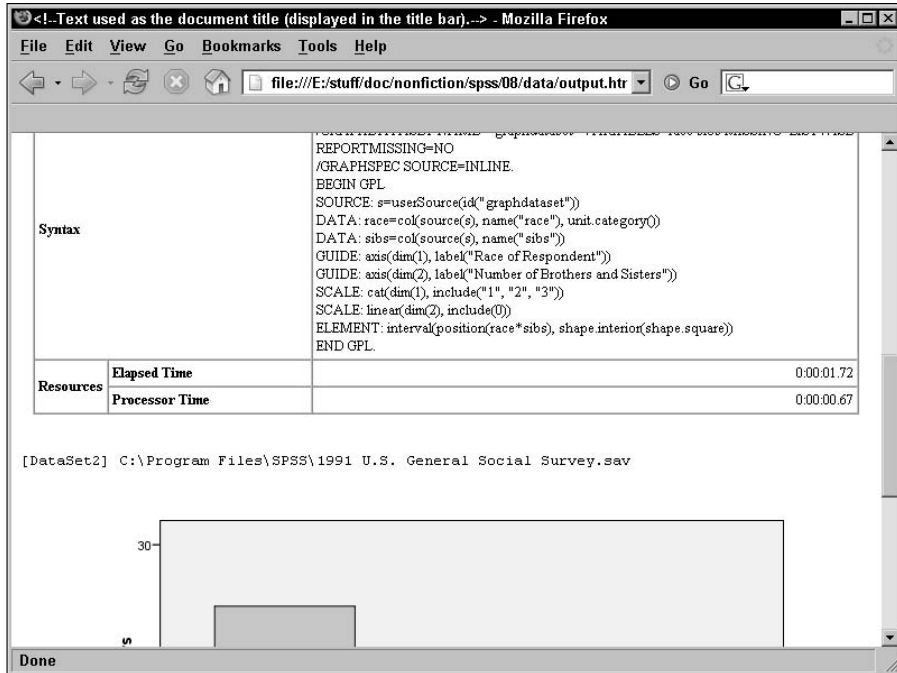 <!--Text used as the document title (displayed in the title bar).--> - Mozilla Firefox
File Edit View Go Bookmarks Tools Help
file:///E:/stuff/doc/nonfiction/spss/08/data/output.htr Go G
REPORTMISSING=NO
/GRAPHSPEC SOURCE=INLINE.
BEGIN GPL
SOURCE: s=userSource(id("graphdataset"))
DATA: race=col(source(s), name("race"), unit.category())
Syntax
DATA: sibs=col(source(s), name("sibs"))
GUIDE: axis(dim(1), label("Race of Respondent"))
GUIDE: axis(dim(2), label("Number of Brothers and Sisters"))
SCALE: cat(dim(1), include("1", "2", "3"))
SCALE: linear(dim(2), include(0))
ELEMENT: interval(position(race*sibs), shape.interior(shape.square))
END GPL.
Resources
Elapsed Time 0:00:01.72
Processor Time 0:00:00.67
[DataSet2] C:\Program Files\SPSS\1991 U.S. General Social Survey.sav
30
s
Done